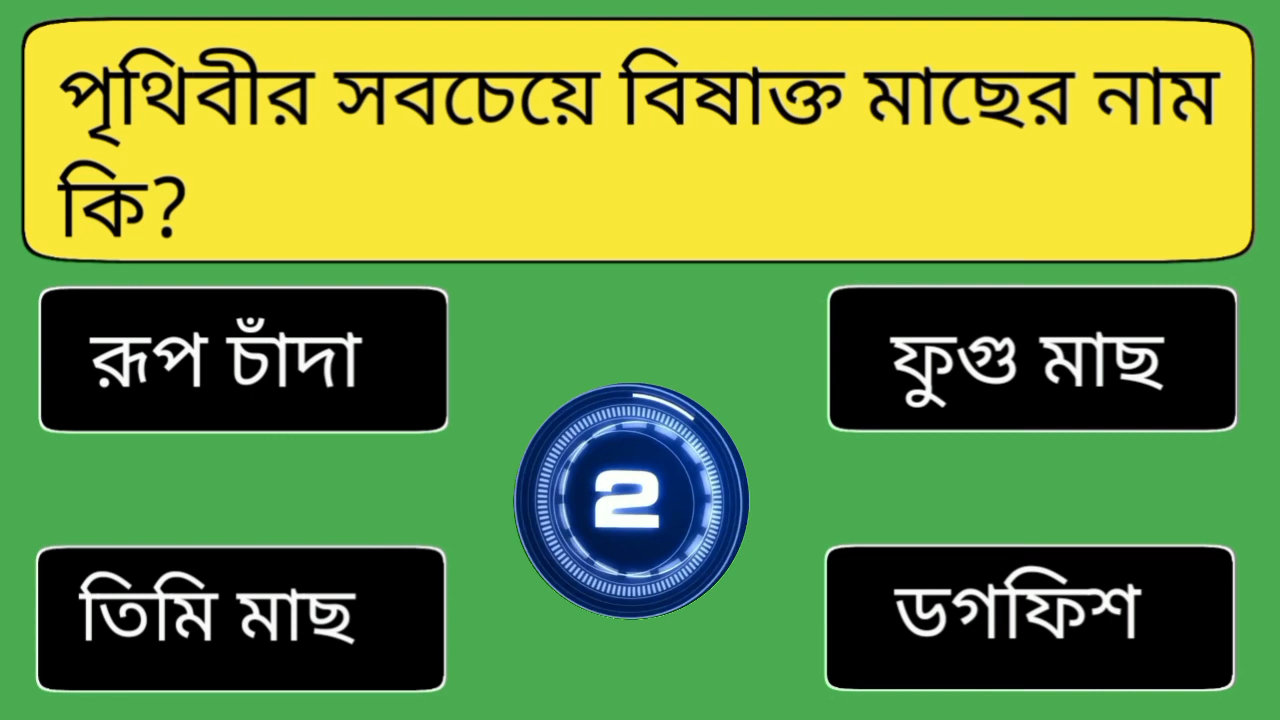 পৃথিবীর সবচেয়ে বিষাক্ত মাছের নাম
কি?
রূপ চাঁদা
ফুগু মাছ
2
তিমি মাছ
ডগফিশ